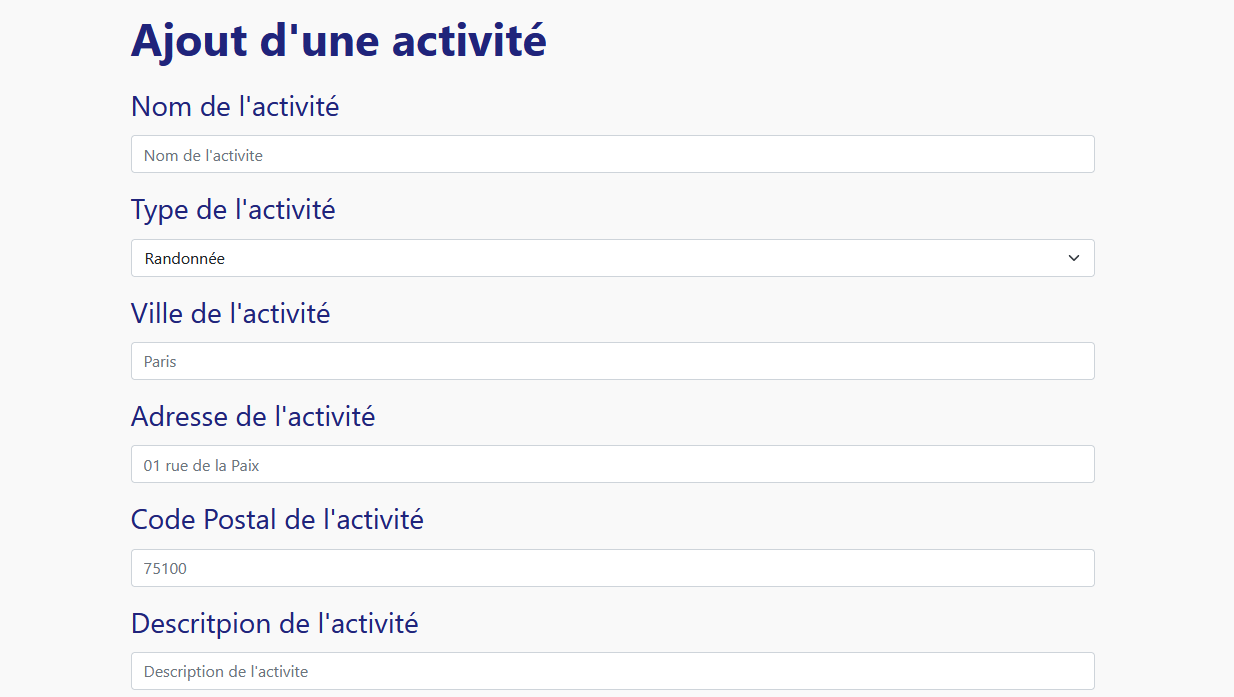 Ajout d'une activité
Nom de l'activité
Nom de l'activite
Type de l'activité
Randonnée
Ville de l'activité
Paris
Adresse de l'activité
01 rue de la Paix
Code Postal de l'activité
75100
Descritpion de l'activité
Description de l'activite